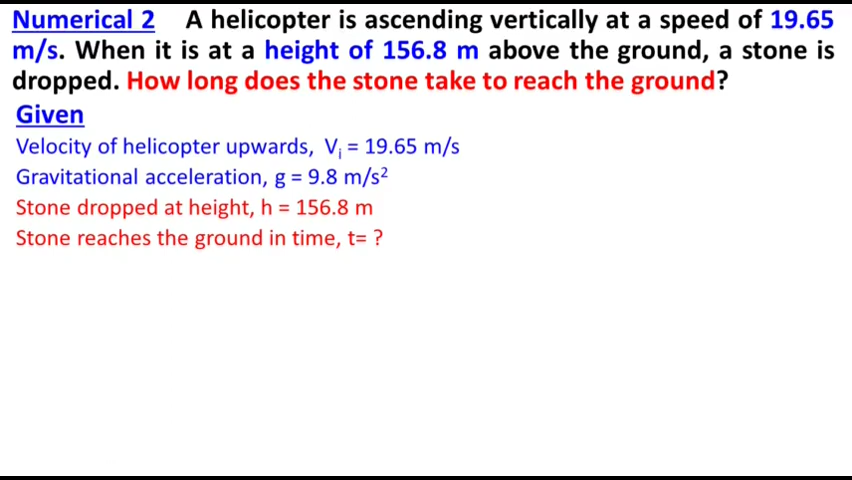 Numerical 2 A helicopter is ascending vertically at a speed of 19.65
m/s. When it is at a height of 156.8 m above the ground, a stone is
dropped. How long does the stone take to reach the ground?
Given
Velocity of helicopter upwards, Vᵢ = 19.65 m/s
Gravitational acceleration, g = 9.8 m/s²
Stone dropped at height, h = 156.8 m
Stone reaches the ground in time, t= ?